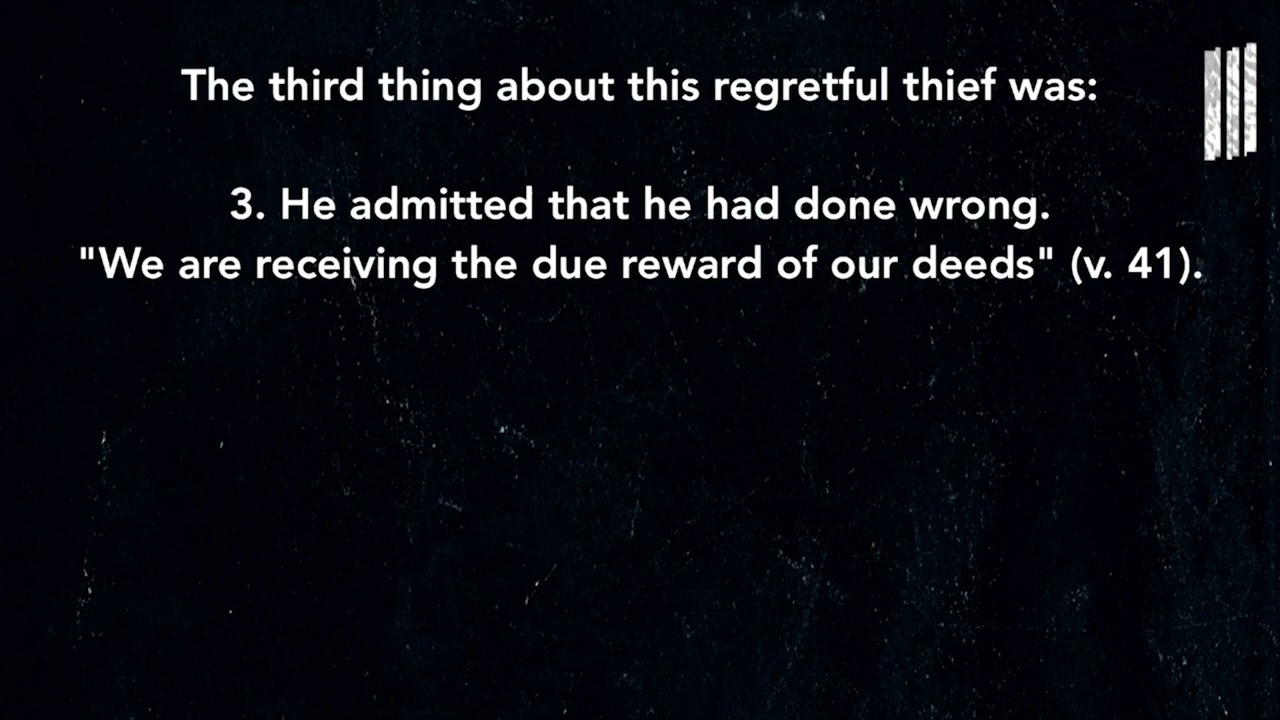 The third thing about this regretful thief was:
3. He admitted that he had done wrong.
"We are receiving the due reward of our deeds" (v. 41).